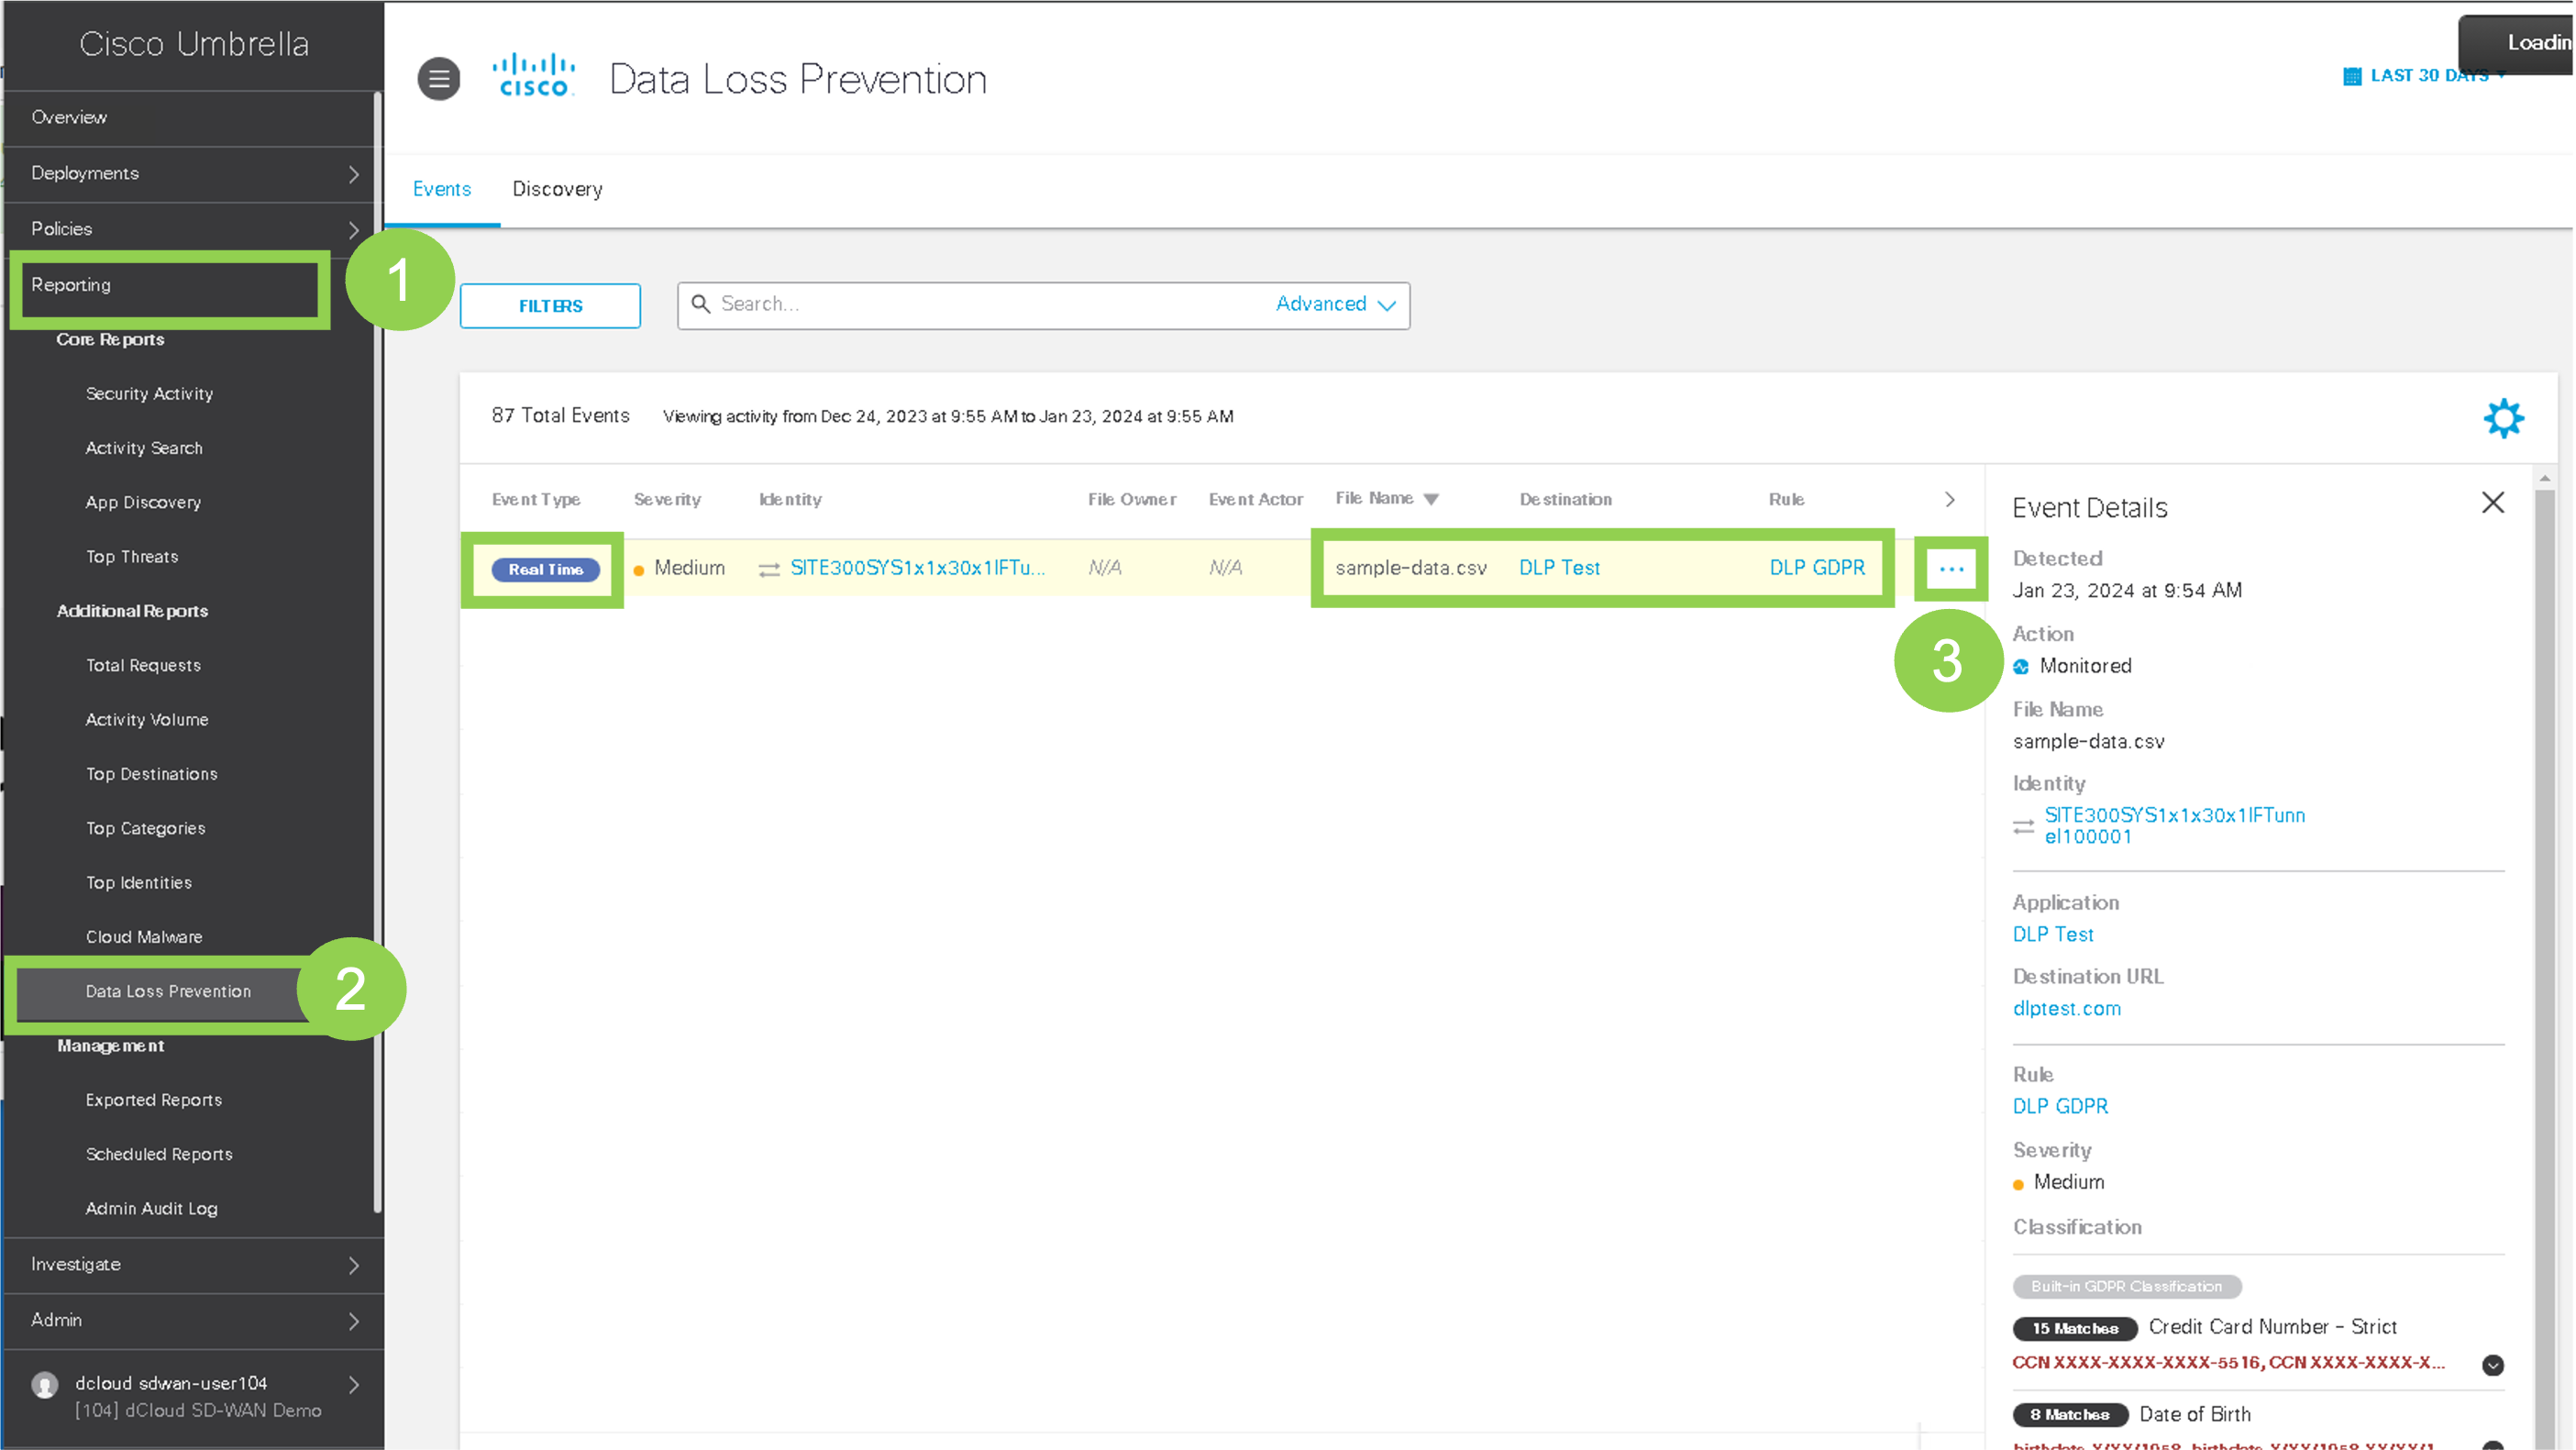 Cisco Umbrella
Overview
Deployments
Policies
Reporting
1
Core Reports
Security Activity
Activity Search
App Discovery
Top Threats
Additional Reports
Total Requests
Activity Volume
Top Destinations
Top Categories
Top Identities
Cloud Malware
Data Loss Prevention
2
Management
Exported Reports
Scheduled Reports
Admin Audit Log
Investigate
Admin
dcloud sdwan-user104
[104] dCloud SD-WAN Demo
cisco
Data Loss Prevention
Loadin
LAST 30 DAYS
Events Discovery
FILTERS
Search...
Advanced
87 Total Events Viewing activity from Dec 24, 2023 at 9:55 AM to Jan 23, 2024 at 9:55 AM
Event Type Severity Identity File Owner Event Actor File Name Destination Rule
Real Time Medium SITE300SYS1x1x30x1IFTu... N/A N/A sample-data.csv DLP Test DLP GDPR ...
3
Event Details
Detected
Jan 23, 2024 at 9:54 AM
Action
Monitored
File Name
sample-data.csv
Identity
SITE300SYS1x1x30x1IFTunn
el100001
Application
DLP Test
Destination URL
dlptest.com
Rule
DLP GDPR
Severity
Medium
Classification
Built-in GDPR Classification
15 Matches Credit Card Number - Strict
CCN XXXX-XXXX-XXXX-5516, CCN XXXX-XXXX-X...
8 Matches Date of Birth